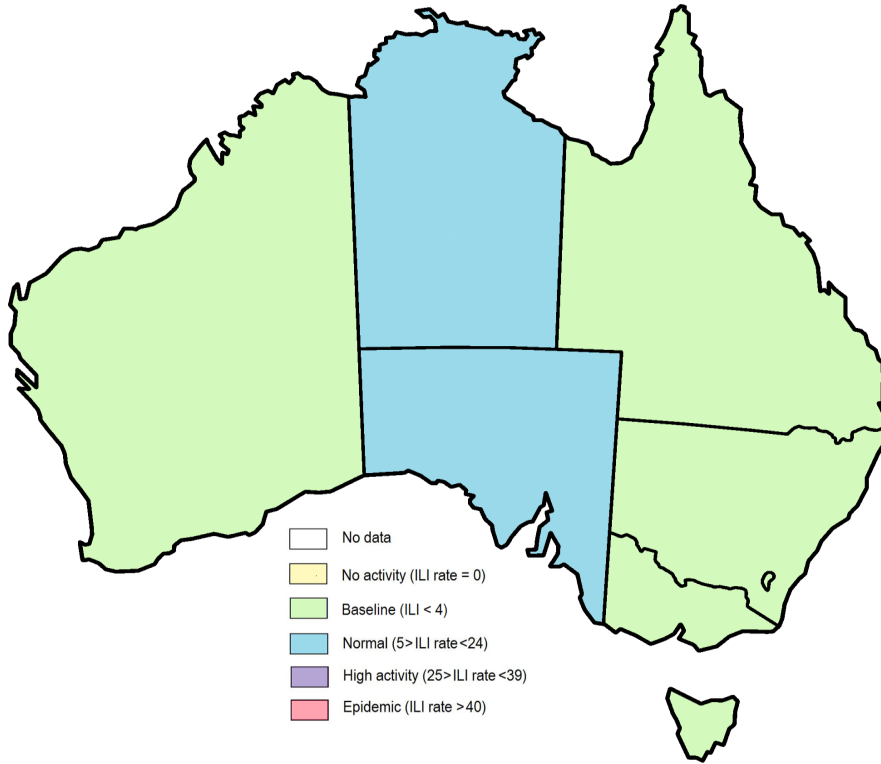 No data
No activity (ILI rate = 0)
Baseline (ILI < 4)
Normal (5>ILI rate<24)
High activity (25>ILI rate<39)
Epidemic (ILI rate >40)